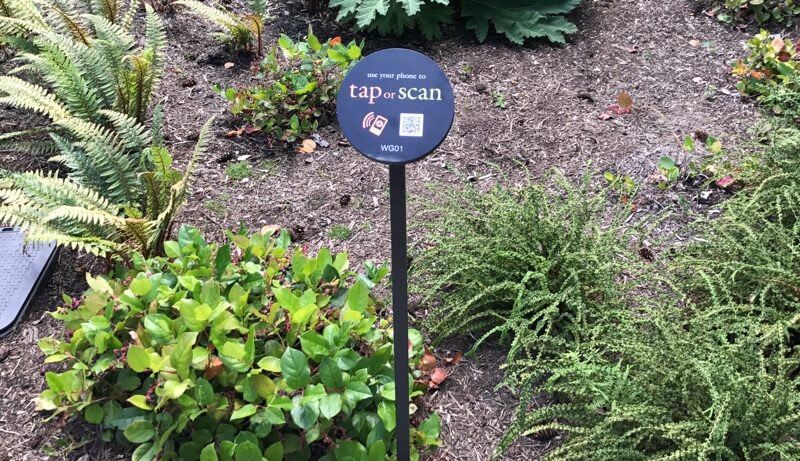 use your phone to
tap or scan
WG01